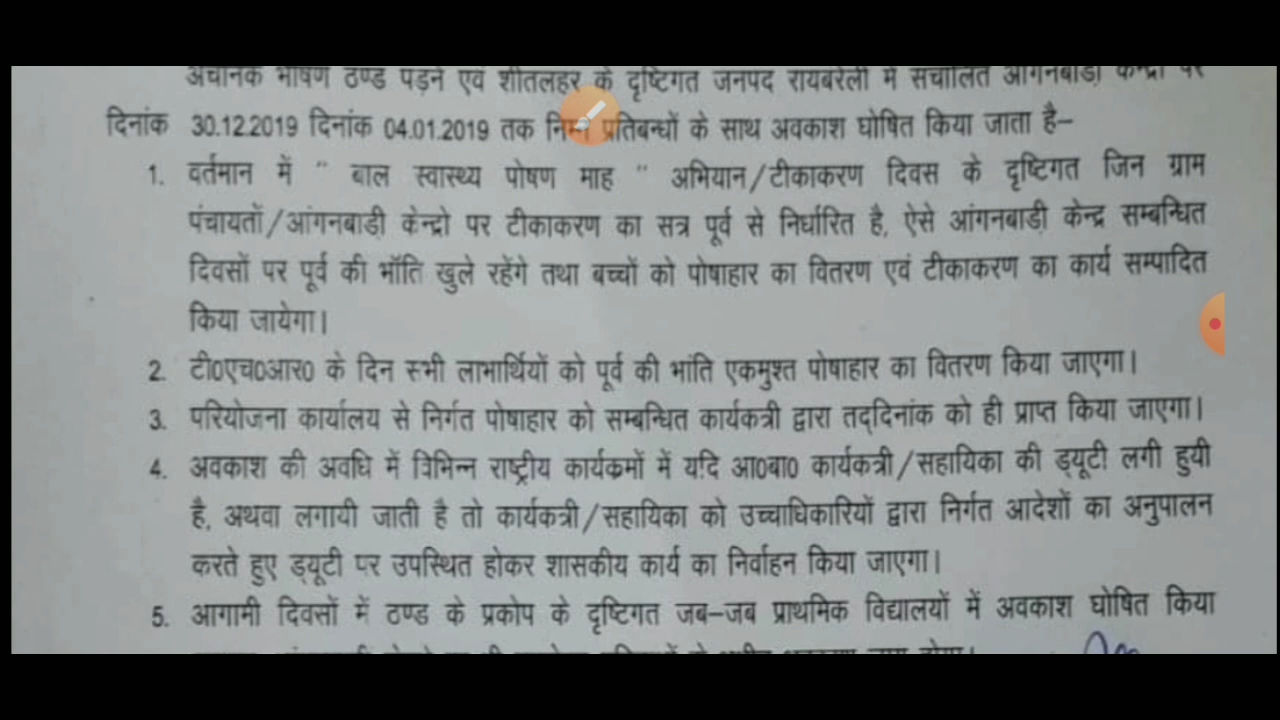 अचानक भीषण ठण्ड पड़ने एवं शीतलहर के दृष्टिगत जनपद रायबरेली में संचालित आंगनबाड़ी केन्द्रों पर
दिनांक 30.12.2019 दिनांक 04.01.2019 तक निम्न प्रतिबन्धों के साथ अवकाश घोषित किया जाता है–
1. वर्तमान में " बाल स्वास्थ्य पोषण माह " अभियान/टीकाकरण दिवस के दृष्टिगत जिन ग्राम
पंचायतों/आंगनबाड़ी केन्द्रो पर टीकाकरण का सत्र पूर्व से निर्धारित है, ऐसे आंगनबाड़ी केन्द्र सम्बन्धित
दिवसों पर पूर्व की भॉति खुले रहेंगे तथा बच्चों को पोषाहार का वितरण एवं टीकाकरण का कार्य सम्पादित
किया जायेगा।
2. टी0एच0आर0 के दिन सभी लाभार्थियों को पूर्व की भांति एकमुश्त पोषाहार का वितरण किया जाएगा।
3. परियोजना कार्यालय से निर्गत पोषाहार को सम्बन्धित कार्यकत्री द्वारा तद्दिनांक को ही प्राप्त किया जाएगा।
4. अवकाश की अवधि में विभिन्न राष्ट्रीय कार्यक्रमों में यदि आ0बा0 कार्यकत्री/सहायिका की ड्यूटी लगी हुयी
है, अथवा लगायी जाती है तो कार्यकत्री/सहायिका को उच्चाधिकारियों द्वारा निर्गत आदेशों का अनुपालन
करते हुए ड्यूटी पर उपस्थित होकर शासकीय कार्य का निर्वाहन किया जाएगा।
5. आगामी दिवसों में ठण्ड के प्रकोप के दृष्टिगत जब–जब प्राथमिक विद्यालयों में अवकाश घोषित किया